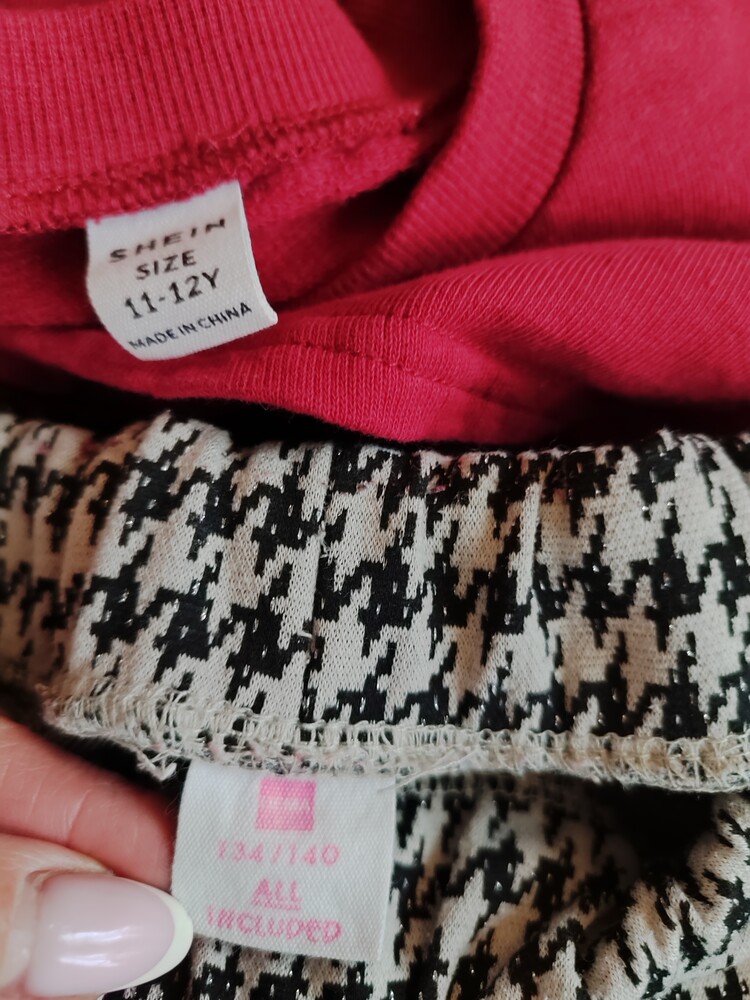 SHEIN
SIZE
11-12Y
MADE IN CHINA
134/140
ALL
INCLUDED